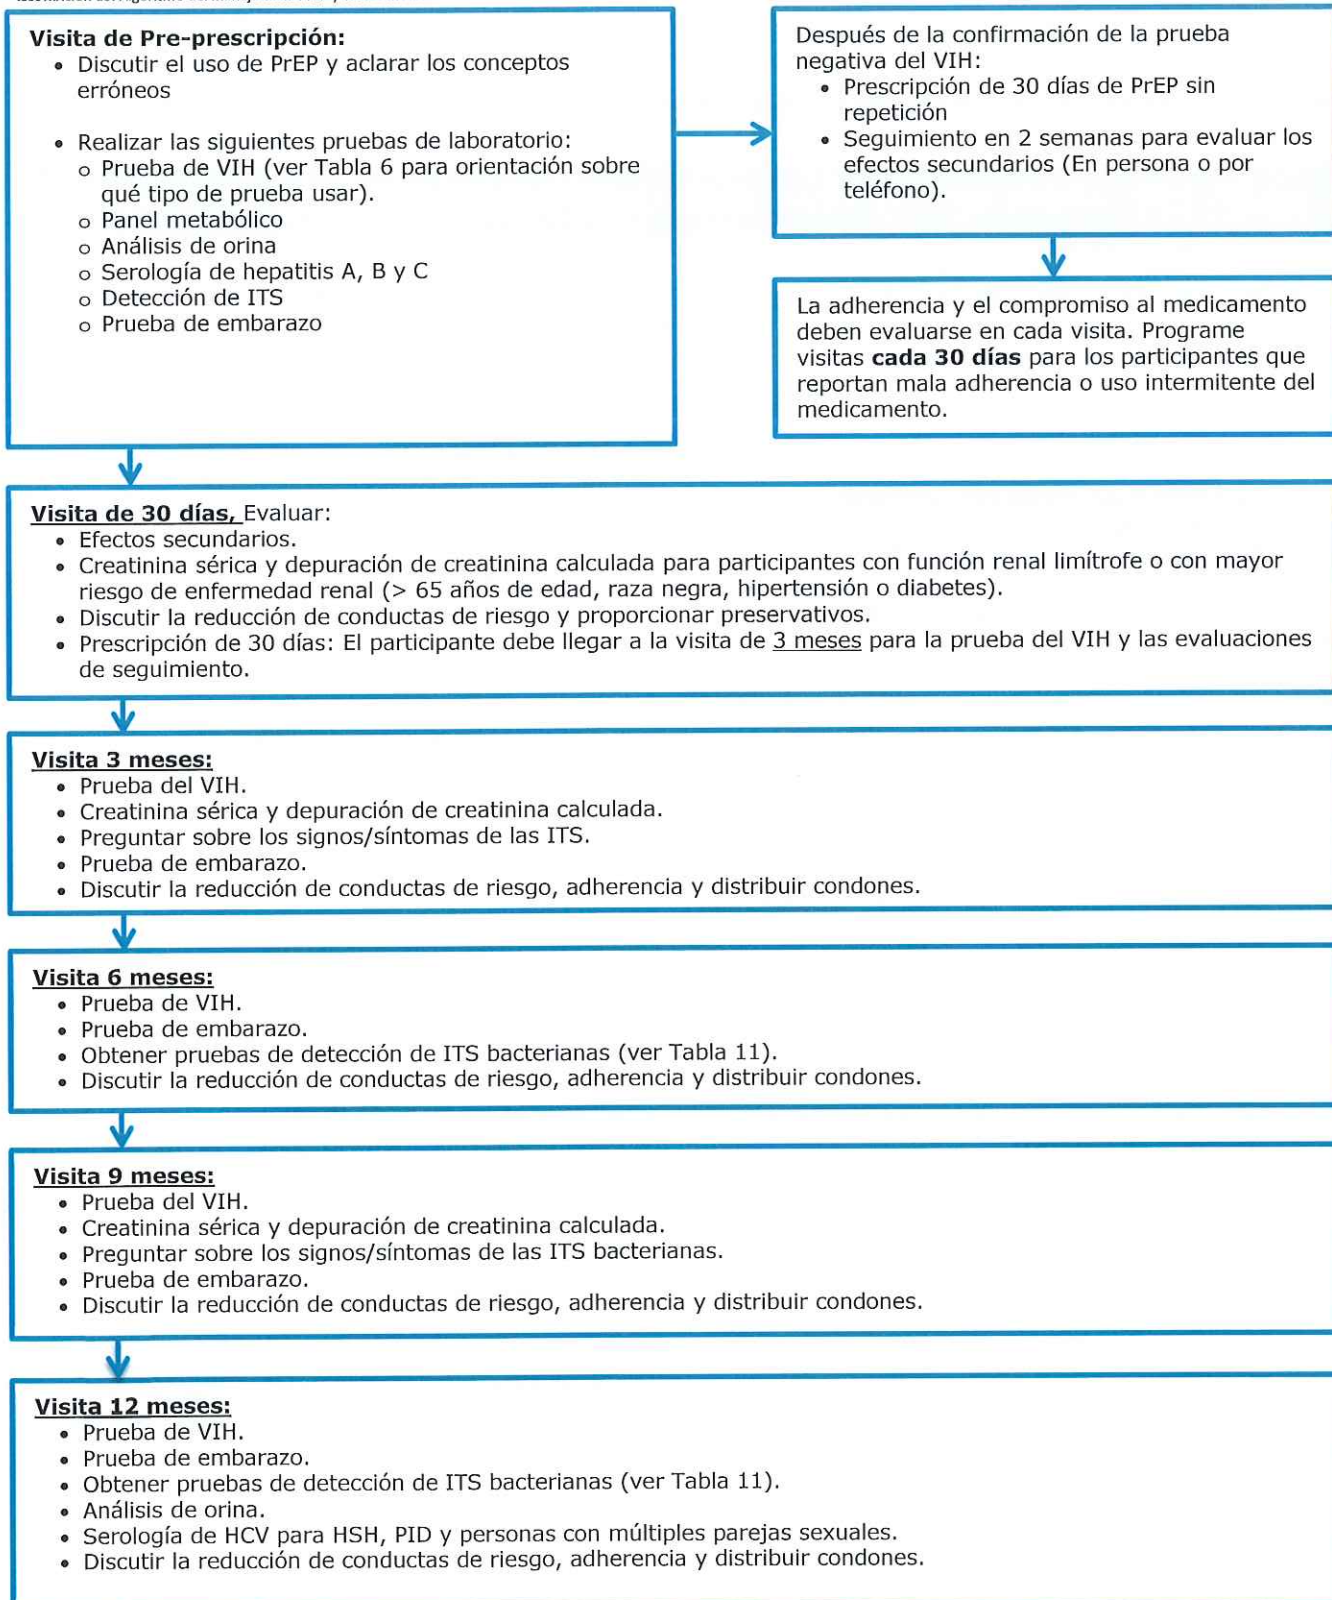 Visita de Pre-prescripción:
• Discutir el uso de PrEP y aclarar los conceptos
erróneos
• Realizar las siguientes pruebas de laboratorio:
o Prueba de VIH (ver Tabla 6 para orientación sobre
qué tipo de prueba usar).
o Panel metabólico
o Análisis de orina
o Serología de hepatitis A, B y C
o Detección de ITS
o Prueba de embarazo
Después de la confirmación de la prueba
negativa del VIH:
• Prescripción de 30 días de PrEP sin
repetición
• Seguimiento en 2 semanas para evaluar los
efectos secundarios (En persona o por
teléfono).
La adherencia y el compromiso al medicamento
deben evaluarse en cada visita. Programe
visitas cada 30 días para los participantes que
reportan mala adherencia o uso intermitente del
medicamento.
Visita de 30 días, Evaluar:
• Efectos secundarios.
• Creatinina sérica y depuración de creatinina calculada para participantes con función renal limítrofe o con mayor
riesgo de enfermedad renal (> 65 años de edad, raza negra, hipertensión o diabetes).
• Discutir la reducción de conductas de riesgo y proporcionar preservativos.
• Prescripción de 30 días: El participante debe llegar a la visita de 3 meses para la prueba del VIH y las evaluaciones
de seguimiento.
Visita 3 meses:
• Prueba del VIH.
• Creatinina sérica y depuración de creatinina calculada.
• Preguntar sobre los signos/síntomas de las ITS.
• Prueba de embarazo.
• Discutir la reducción de conductas de riesgo, adherencia y distribuir condones.
Visita 6 meses:
• Prueba de VIH.
• Prueba de embarazo.
• Obtener pruebas de detección de ITS bacterianas (ver Tabla 11).
• Discutir la reducción de conductas de riesgo, adherencia y distribuir condones.
Visita 9 meses:
• Prueba del VIH.
• Creatinina sérica y depuración de creatinina calculada.
• Preguntar sobre los signos/síntomas de las ITS bacterianas.
• Prueba de embarazo.
• Discutir la reducción de conductas de riesgo, adherencia y distribuir condones.
Visita 12 meses:
• Prueba de VIH.
• Prueba de embarazo.
• Obtener pruebas de detección de ITS bacterianas (ver Tabla 11).
• Análisis de orina.
• Serología de HCV para HSH, PID y personas con múltiples parejas sexuales.
• Discutir la reducción de conductas de riesgo, adherencia y distribuir condones.